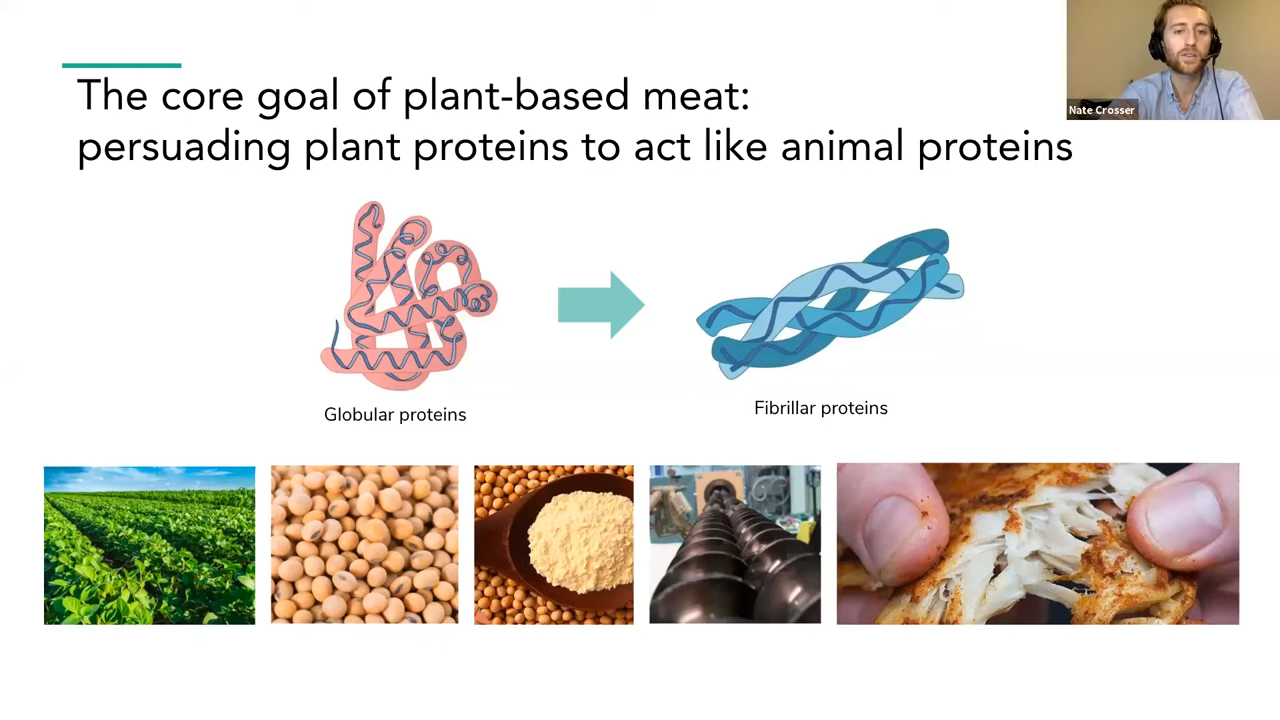 The core goal of plant-based meat:
persuading plant proteins to act like animal proteins
Nate Crosser
Globular proteins
Fibrillar proteins